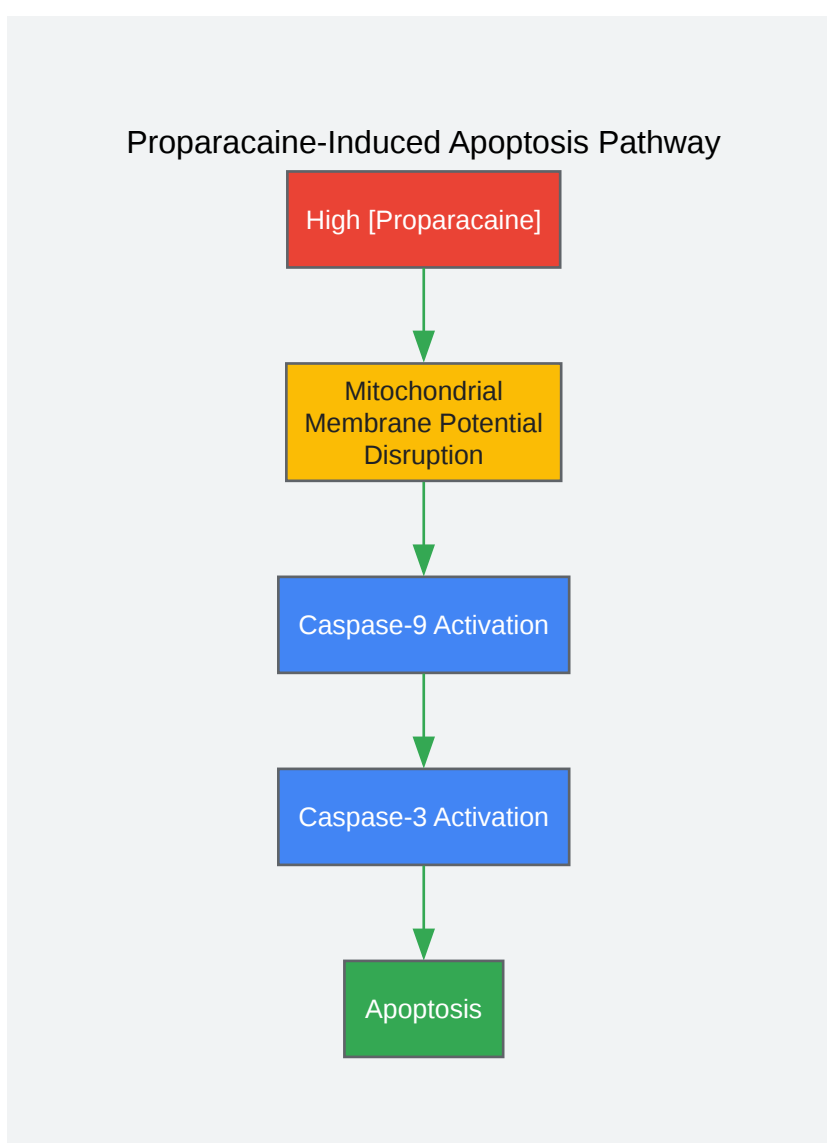 Proparacaine-Induced Apoptosis Pathway
High [Proparacaine]
Mitochondrial
Membrane Potential
Disruption
Caspase-9 Activation
Caspase-3 Activation
Apoptosis